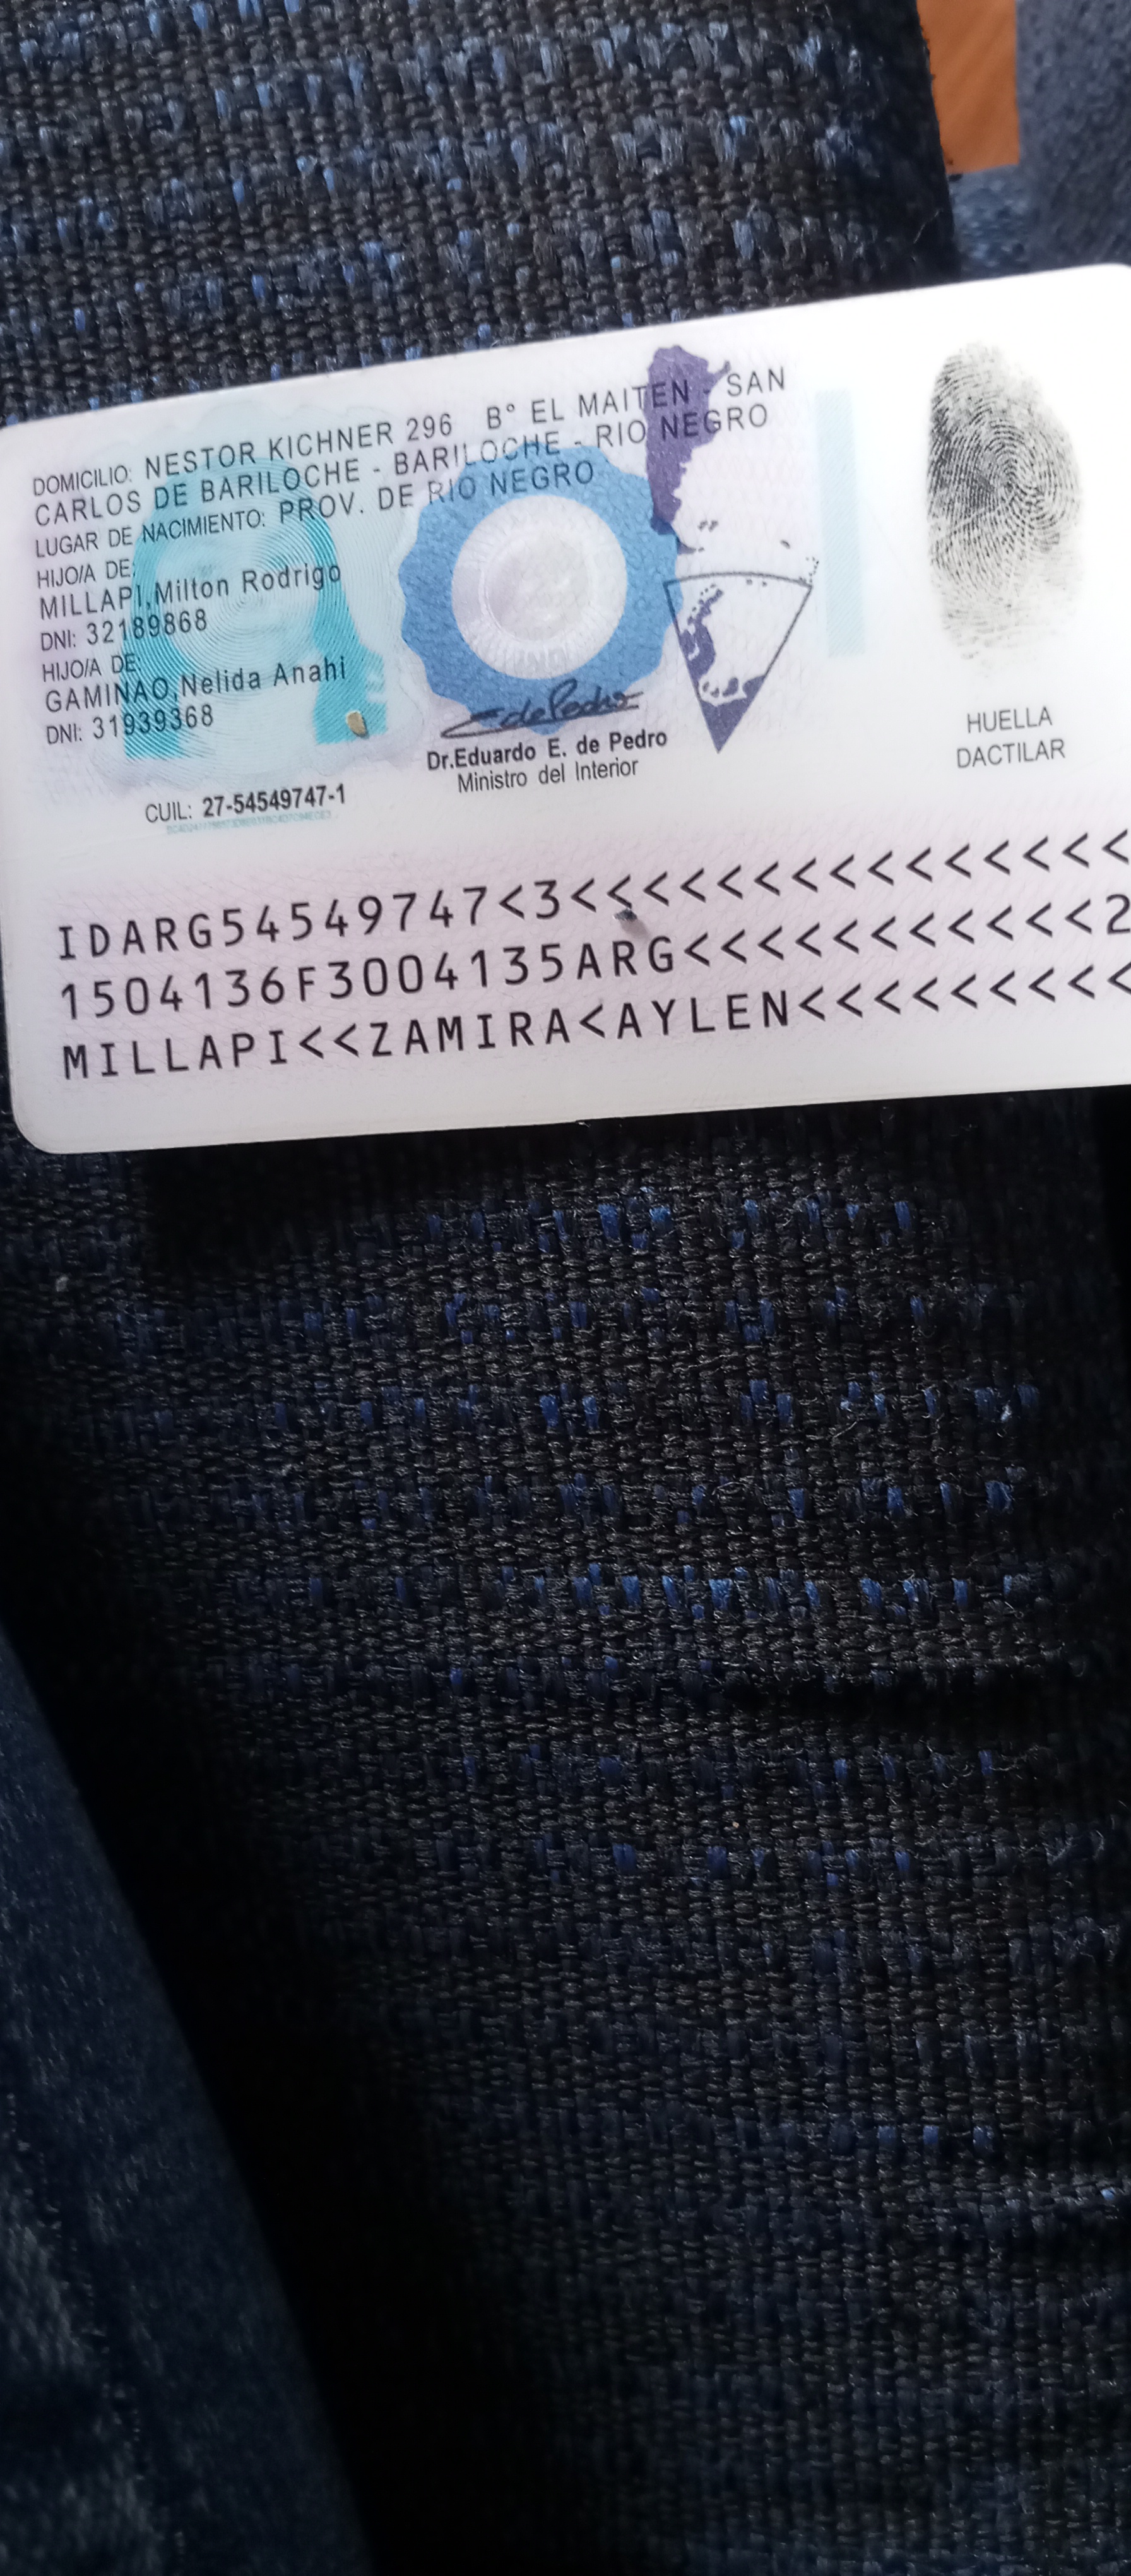 DOMICILIO: NESTOR KICHNER 296 B° EL MAITEN - SAN
CARLOS DE BARILOCHE - BARILOCHE - RIO NEGRO
LUGAR DE NACIMIENTO: PROV. DE RIO NEGRO
HIJO/A DE:
MILLAPI,Milton Rodrigo
DNI: 32189868
HIJO/A DE:
GAMINAO,Nelida Anahi
DNI: 31939368
CUIL: 27-54549747-1
Dr.Eduardo E. de Pedro
Ministro del Interior
HUELLA
DACTILAR
IDARG54549747<3<<<<<<<<<<<<<<<
1504136F3004135ARG<<<<<<<<<<<2
MILLAPI<<ZAMIRA<AYLEN<<<<<<<<<